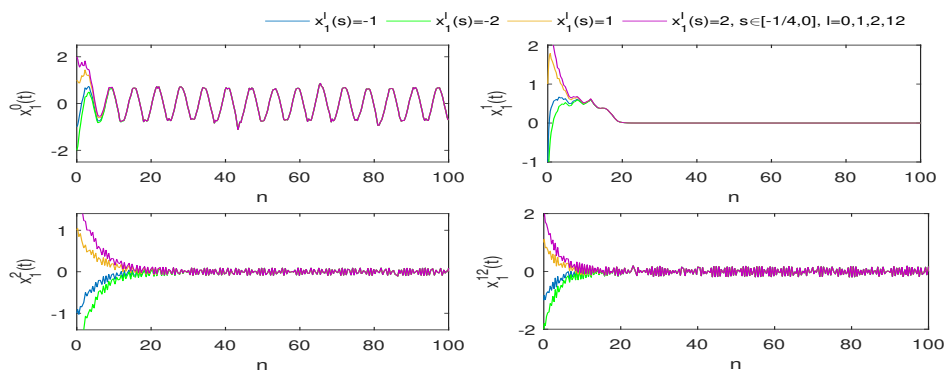 x₁ˡ(s)=-1 x₁ˡ(s)=-2 x₁ˡ(s)=1 x₁ˡ(s)=2, s∈[-1/4,0], l=0,1,2,12
x₁⁰(t)
2
0
-2
0 20 40 60 80 100
n
x₁¹(t)
2
1
0
-1
0 20 40 60 80 100
n
x₁²(t)
1
0
-1
0 20 40 60 80 100
n
x₁¹²(t)
2
0
-2
0 20 40 60 80 100
n